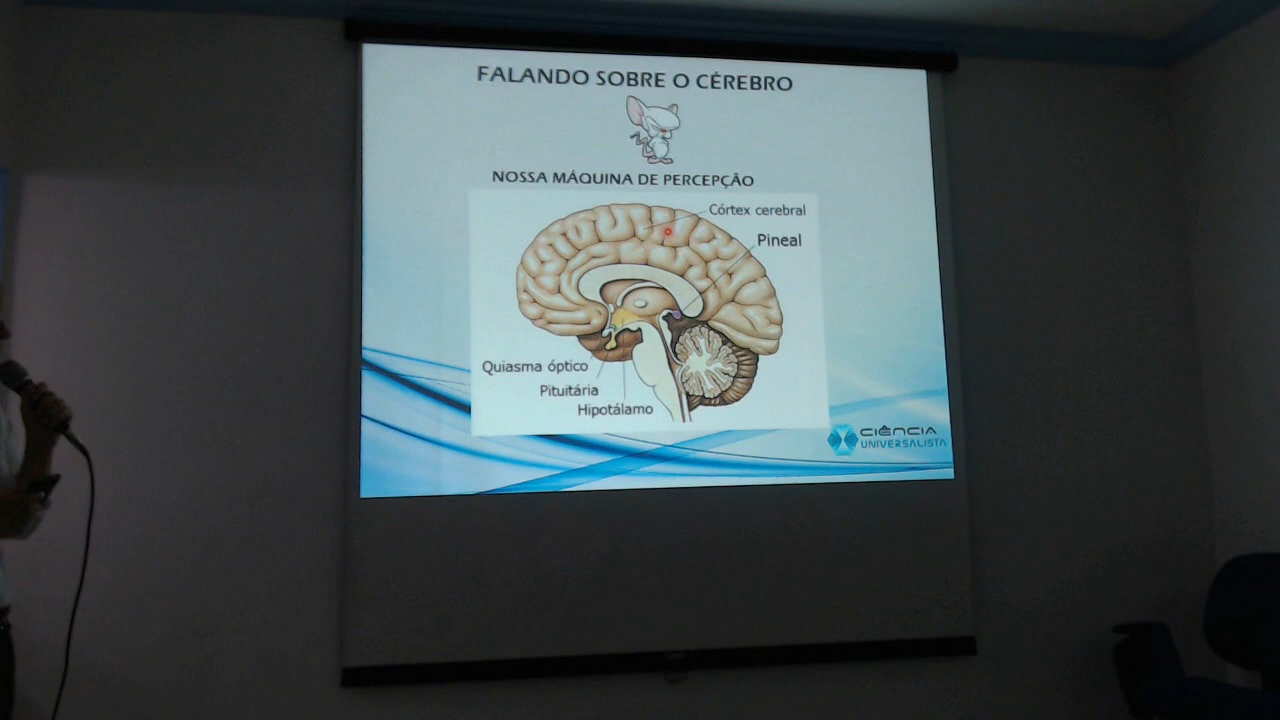 FALANDO SOBRE O CÉREBRO
NOSSA MÁQUINA DE PERCEPÇÃO
Córtex cerebral
Pineal
Quiasma óptico
Pituitária
Hipotálamo
CIÊNCIA
UNIVERSALISTA